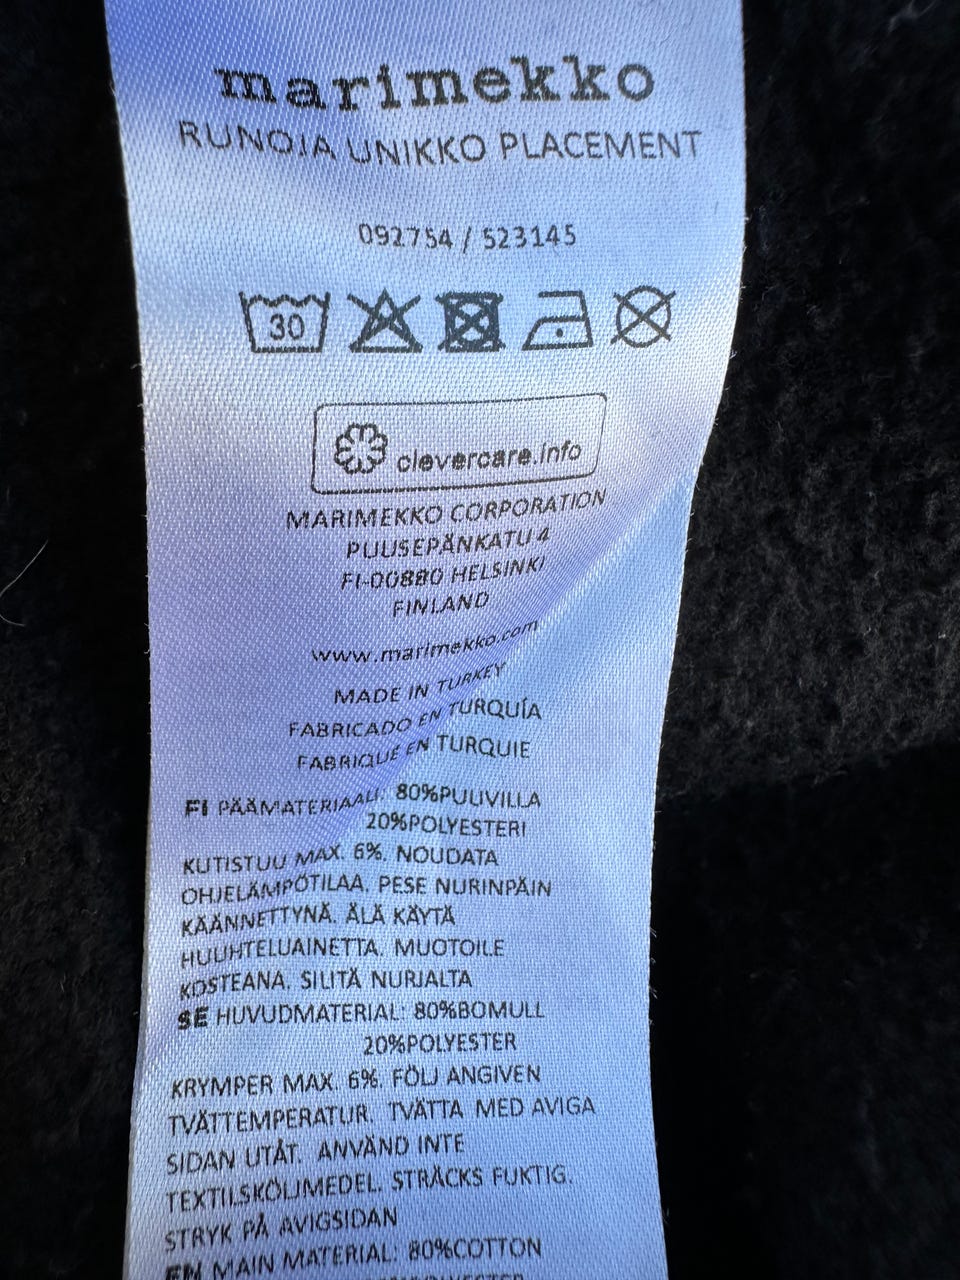 marimekko
RUNOJA UNIKKO PLACEMENT
092754 / 523145
30
clevercare.info
MARIMEKKO CORPORATION
PUUSEPÄNKATU 4
FI-00880 HELSINKI
FINLAND
www.marimekko.com
MADE IN TURKEY
FABRICADO EN TURQUÍA
FABRIQUÉ EN TURQUIE
FI PÄÄMATERIAALI: 80%PUUVILLA
20%POLYESTERI
KUTISTUU MAX. 6%. NOUDATA
OHJELÄMPÖTILAA. PESE NURINPÄIN
KÄÄNNETTYNÄ. ÄLÄ KÄYTÄ
HUUHTELUAINETTA. MUOTOILE
KOSTEANA. SILITÄ NURJALTA
SE HUVUDMATERIAL: 80%BOMULL
20%POLYESTER
KRYMPER MAX. 6%. FÖLJ ANGIVEN
TVÄTTEMPERATUR. TVÄTTA MED AVIGA
SIDAN UTÅT. ANVÄND INTE
TEXTILSKÖLJMEDEL. STRÄCKS FUKTIG.
STRYK PÅ AVIGSIDAN
EN MAIN MATERIAL: 80%COTTON